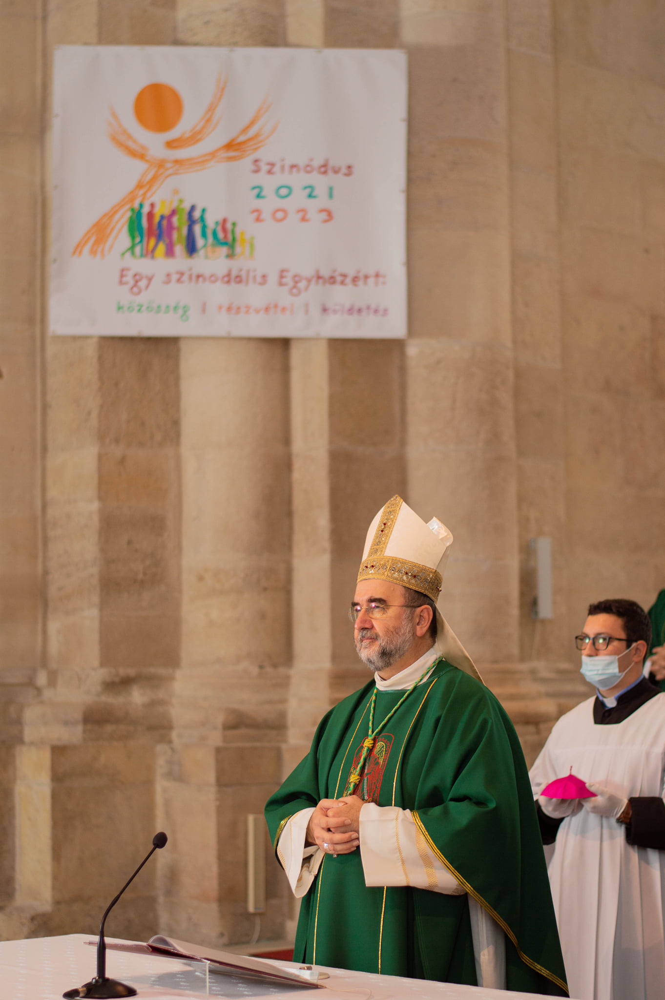 Szinódus
2021
2023
Egy szinodális Egyházért:
közösség | részvétel | küldetés